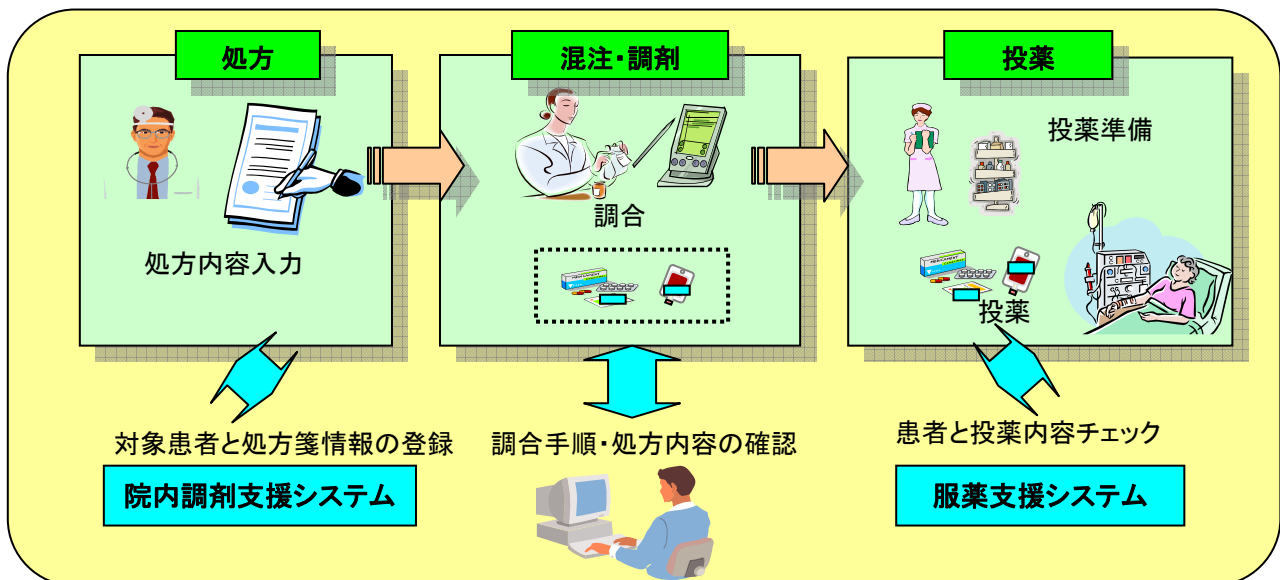 処方
混注・調剤
投薬
処方内容入力
調合
投薬準備
投薬
対象患者と処方箋情報の登録
調合手順・処方内容の確認
患者と投薬内容チェック
院内調剤支援システム
服薬支援システム